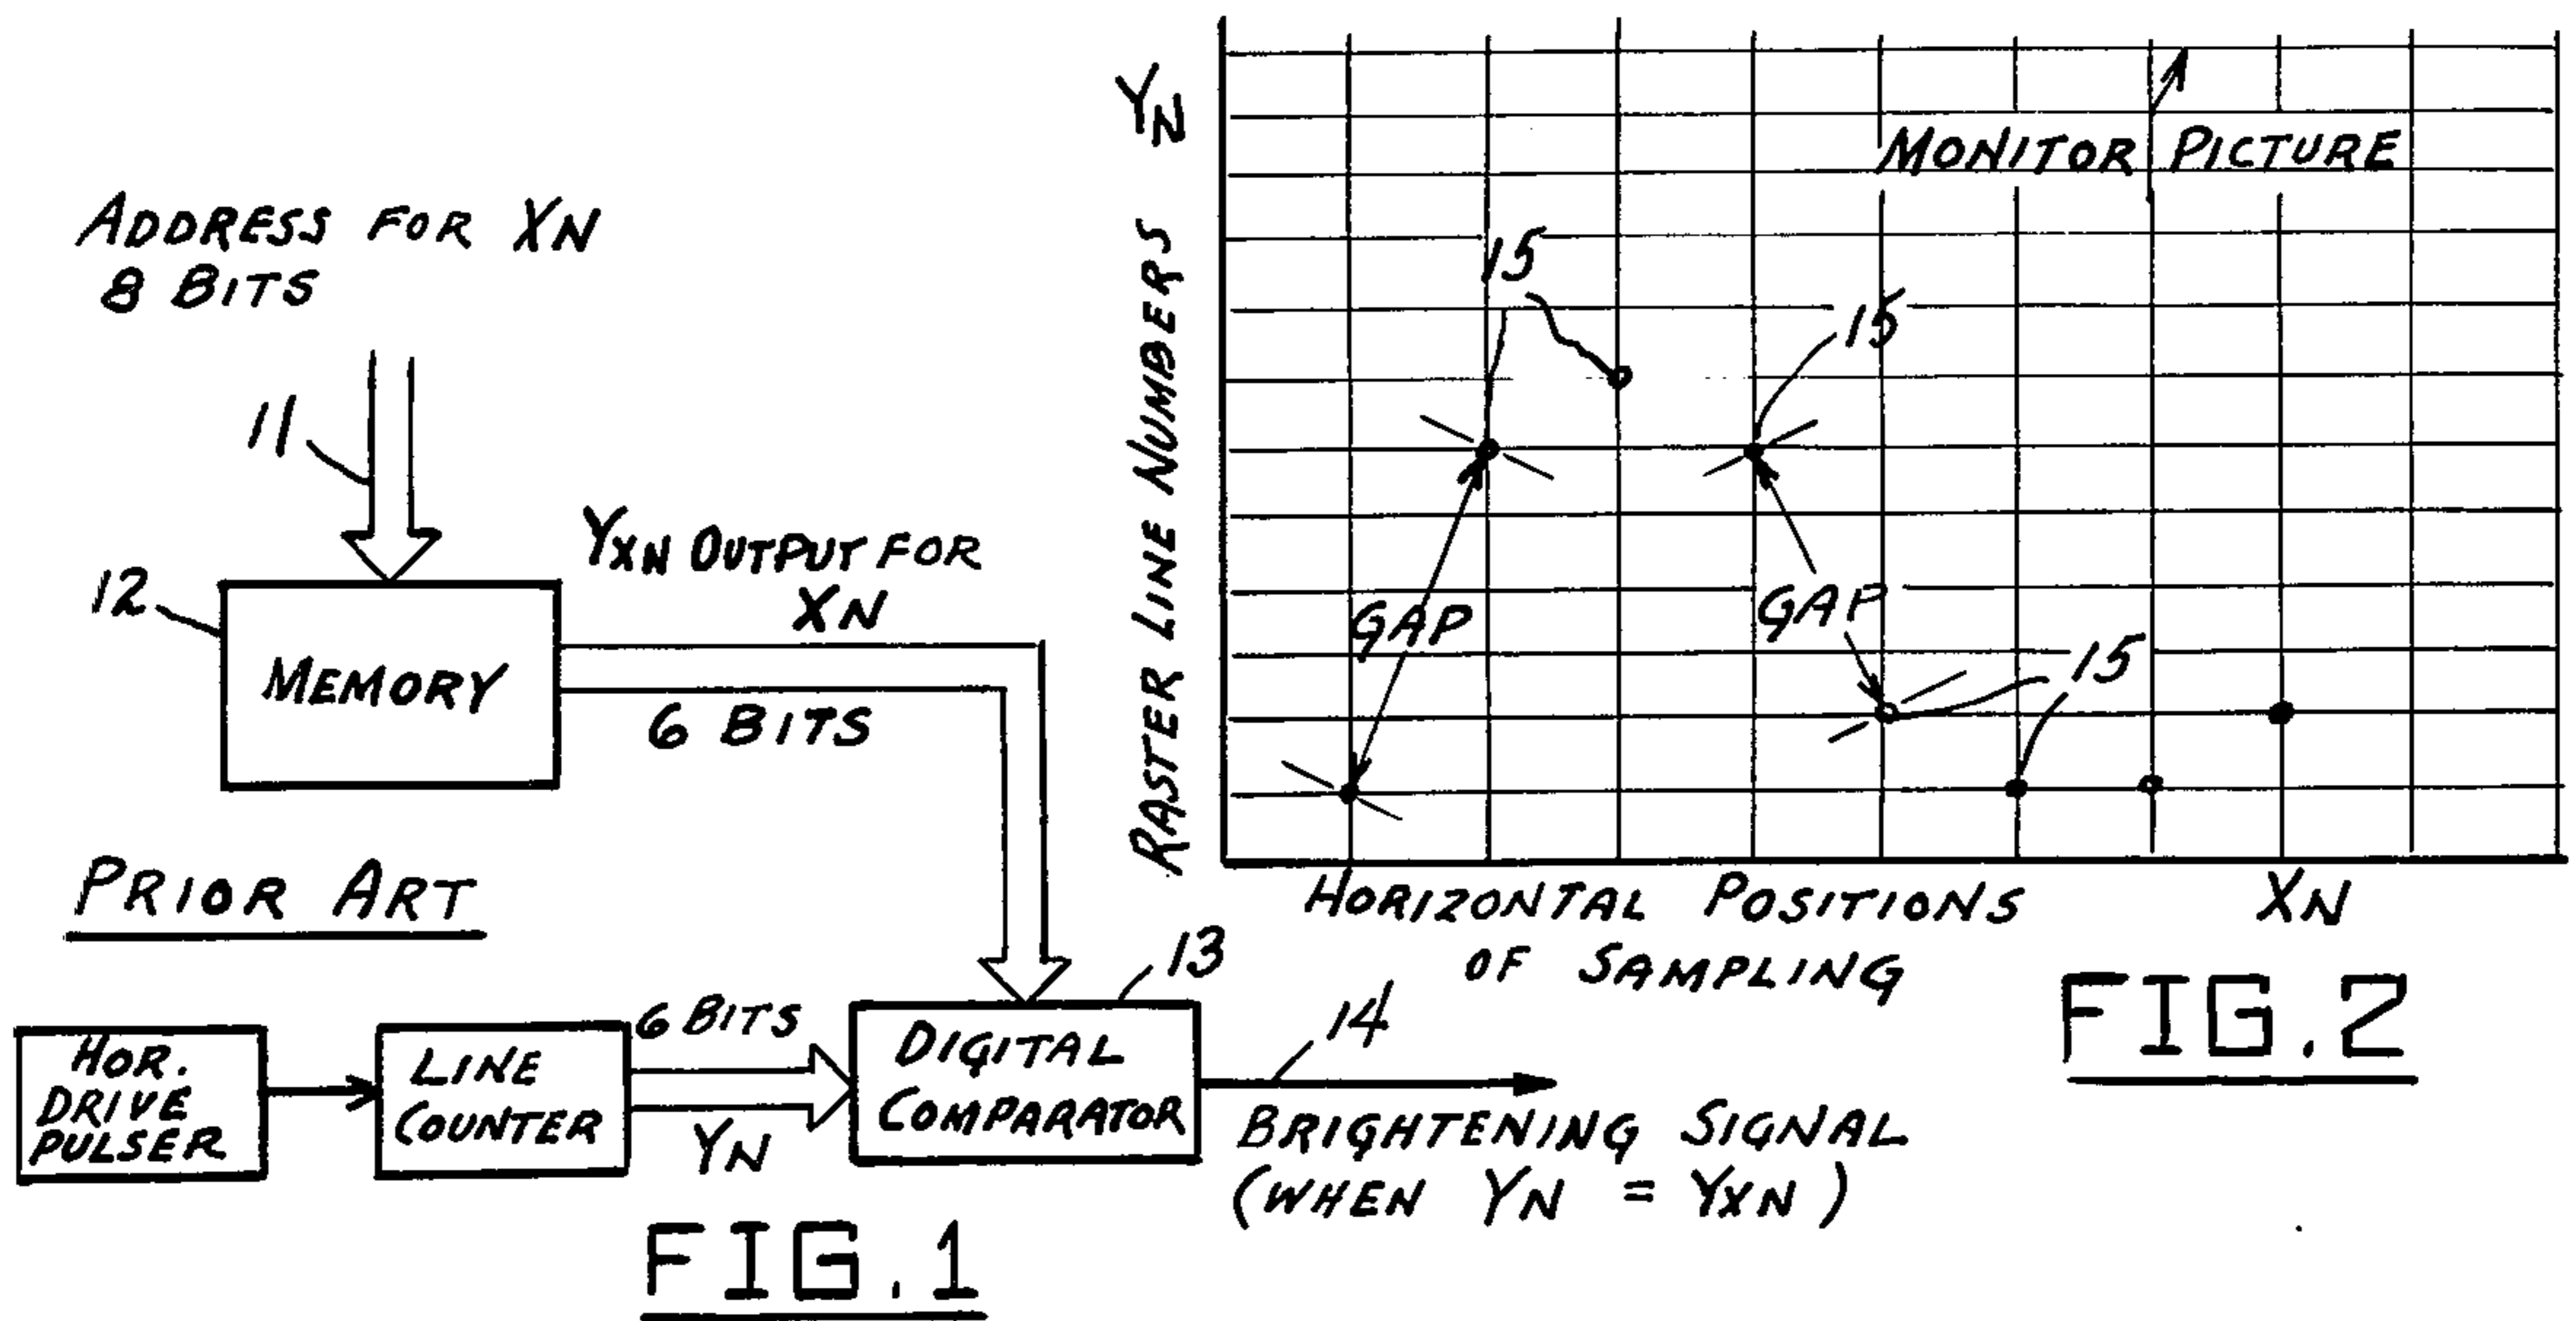 ADDRESS FOR XN
8 BITS
11
12
MEMORY
YXN OUTPUT FOR
XN
6 BITS
PRIOR ART
HOR.
DRIVE
PULSER
LINE
COUNTER
6 BITS
YN
13
DIGITAL
COMPARATOR
14
BRIGHTENING SIGNAL
(WHEN YN = YXN)
FIG.1
YN
RASTER LINE NUMBERS
MONITOR PICTURE
15
15
GAP
GAP
15
HORIZONTAL POSITIONS XN
OF SAMPLING
FIG.2